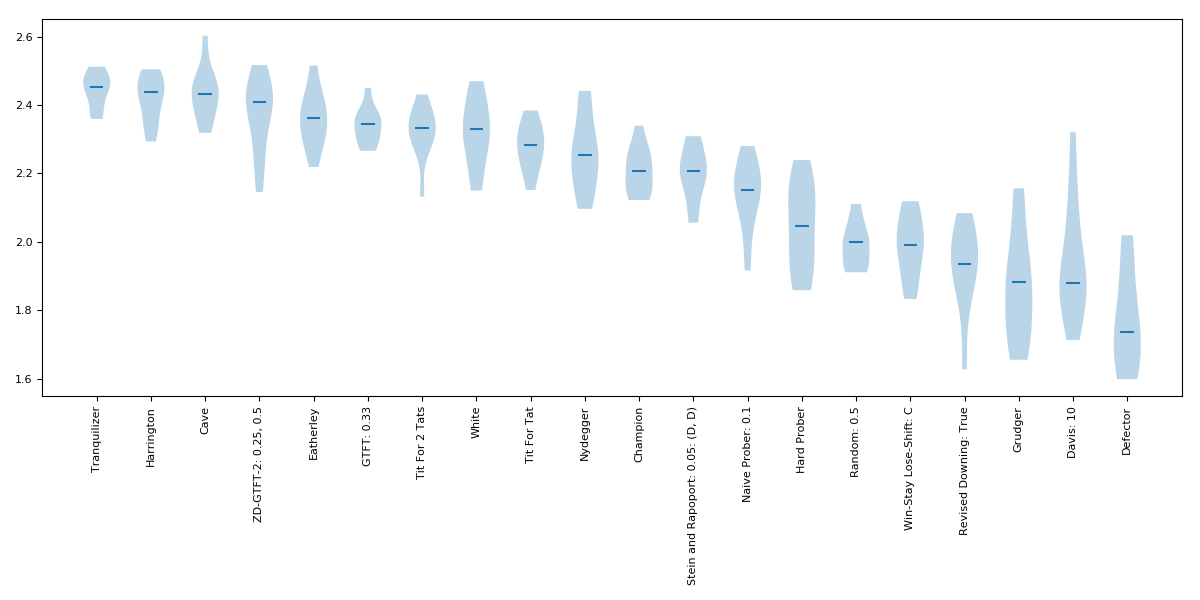 2.6
2.4
2.2
2.0
1.8
1.6
Tranquilizer
Harrington
Cave
ZD-GTFT-2: 0.25, 0.5
Eatherley
GTFT: 0.33
Tit For 2 Tats
White
Tit For Tat
Nydegger
Champion
Stein and Rapoport: 0.05: (D, D)
Naive Prober: 0.1
Hard Prober
Random: 0.5
Win-Stay Lose-Shift: C
Revised Downing: True
Grudger
Davis: 10
Defector